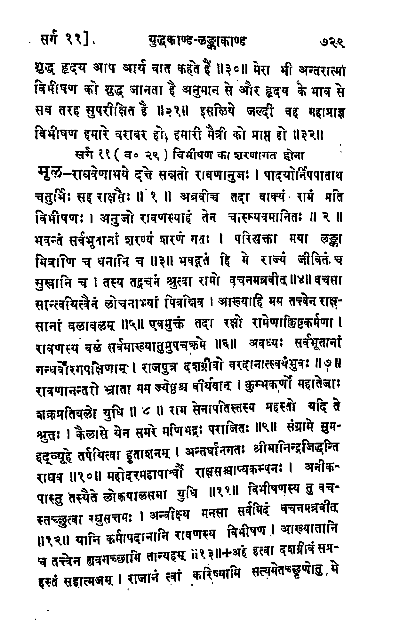 सर्ग ११].	युद्धकाण्ड-लङ्काकाण्ड	७२९
शुद्ध हृदय आप आर्य बात कहते हैं ॥३०॥ मेरा भी अन्तरात्मा
विभीषण को शुद्ध जानता है अनुमान से और हृदय के भाव से
सब तरह सुपरीक्षित है ॥३१॥ इसलिये जल्दी वह महाप्राज्ञ
विभीषण हमारे बराबर हो, हमारी मैत्री को प्राप्त हो ॥३२॥
सर्ग ११ ( व० १९ ) विभीषण का शरणागत होना
मूल—राघवेणाभये दत्ते सन्नतो रावणानुजः । पादयोर्निपपाताथ
चतुर्भिः सह राक्षसैः ॥ १ ॥ अब्रवीच्च तदा वाक्यं रामं प्रति
विभीषणः । अनुजो रावणस्याहं तेन चास्म्यवमानितः ॥ २ ॥
भवन्तं सर्वभूतानां शरण्यं शरणं गतः । परित्यक्ता मया लङ्का
मित्राणि च धनानि च ॥३॥ भवद्गतं हि मे राज्यं जीवितं च
सुखानि च । तस्य तद्वचनं श्रुत्वा रामो वचनमब्रवीत् ॥४॥ वचसा
सान्त्वयित्वैनं लोचनाभ्यां पिबन्निव । आख्याहि मम तत्त्वेन राक्ष-
सानां बलाबलम् ॥५॥ एवमुक्तं तदा रक्षो रामेणाक्लिष्टकर्मणा ।
रावणस्य बलं सर्वमाख्यातुमुपचक्रमे ॥६॥ अवध्यः सर्वभूतानां
गन्धर्वोरगपक्षिणाम् । राजपुत्र दशग्रीवो वरदानात्स्वयंभुवः ॥७॥
रावणानन्तरो भ्राता मम ज्येष्ठश्च वीर्यवान् । कुम्भकर्णो महातेजाः
शक्रप्रतिबलो युधि ॥ ८ ॥ राम सेनापतिस्तस्य प्रहस्तो यदि ते
श्रुतः । कैलासे येन समरे मणिभद्रः पराजितः ॥९॥ संग्रामे सुम-
हद्व्यूहे तर्पयित्वा हुताशनम् । अन्तर्धानगतः श्रीमानिन्द्रजिद्धन्ति
राघव ॥१०॥ महोदरमहापार्श्वौ राक्षसश्चाप्यकम्पनः । अनीक-
पास्तु तस्यैते लोकपालसमा युधि ॥११॥ विभीषणस्य तु वच-
स्तच्छ्रुत्वा रघुसत्तमः । अन्वीक्ष्य मनसा सर्वमिदं वचनमब्रवीत्
॥१२॥ यानि कर्मापदानानि रावणस्य विभीषण । आख्यातानि
च तत्त्वेन ह्यवगच्छामि तान्यहम् ॥१३॥+अहं हत्वा दशग्रीवं सप्र-
हस्तं सहात्मजम् । राजानं त्वां करिष्यामि सत्यमेतच्छृणोतु मे